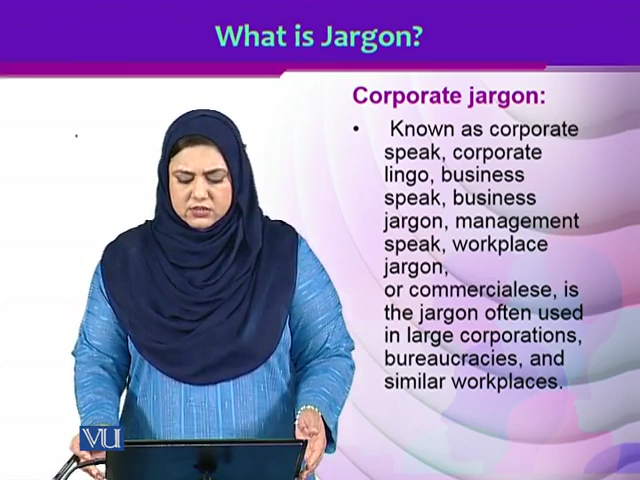 What is Jargon?
Corporate jargon:
• Known as corporate
speak, corporate
lingo, business
speak, business
jargon, management
speak, workplace
jargon,
or commercialese, is
the jargon often used
in large corporations,
bureaucracies, and
similar workplaces.
VU